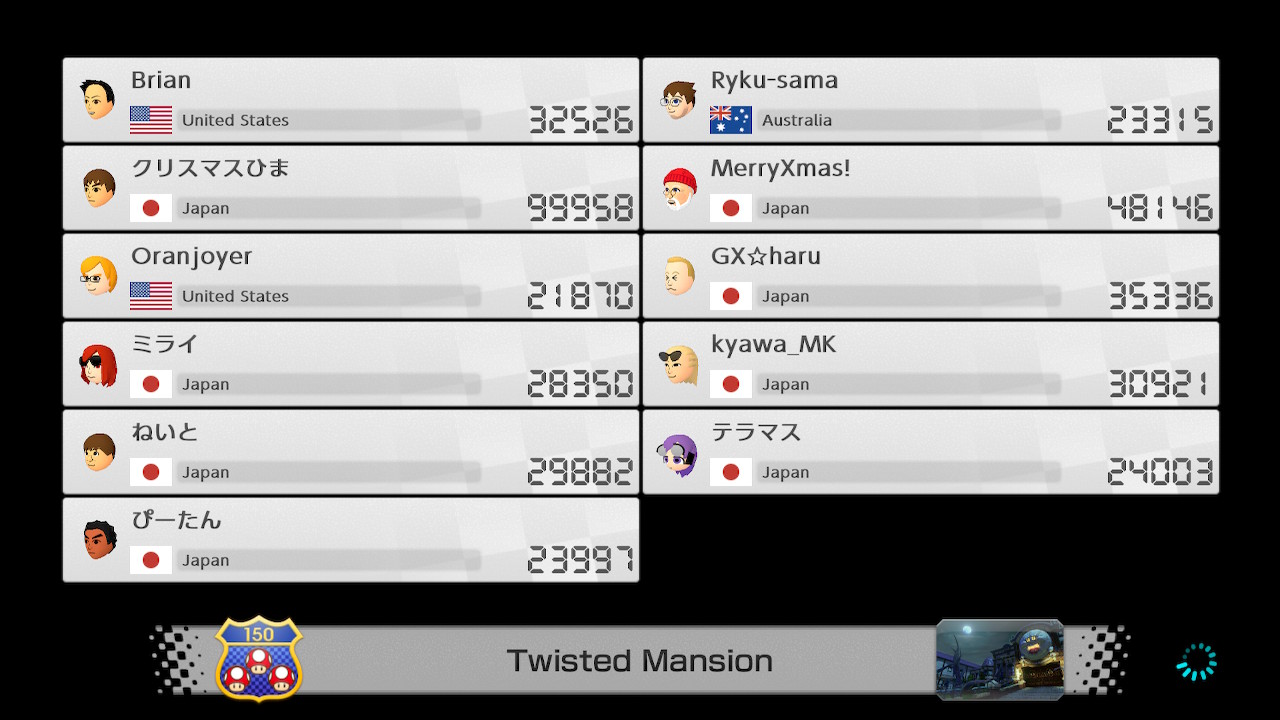 Brian
United States
32526
Ryku-sama
Australia
23315
クリスマスひま
Japan
99958
MerryXmas!
Japan
48146
Oranjoyer
United States
21870
GX☆haru
Japan
35336
ミライ
Japan
28350
kyawa_MK
Japan
30921
ねいと
Japan
29882
テラマス
Japan
24003
ぴーたん
Japan
23997
150
Twisted Mansion